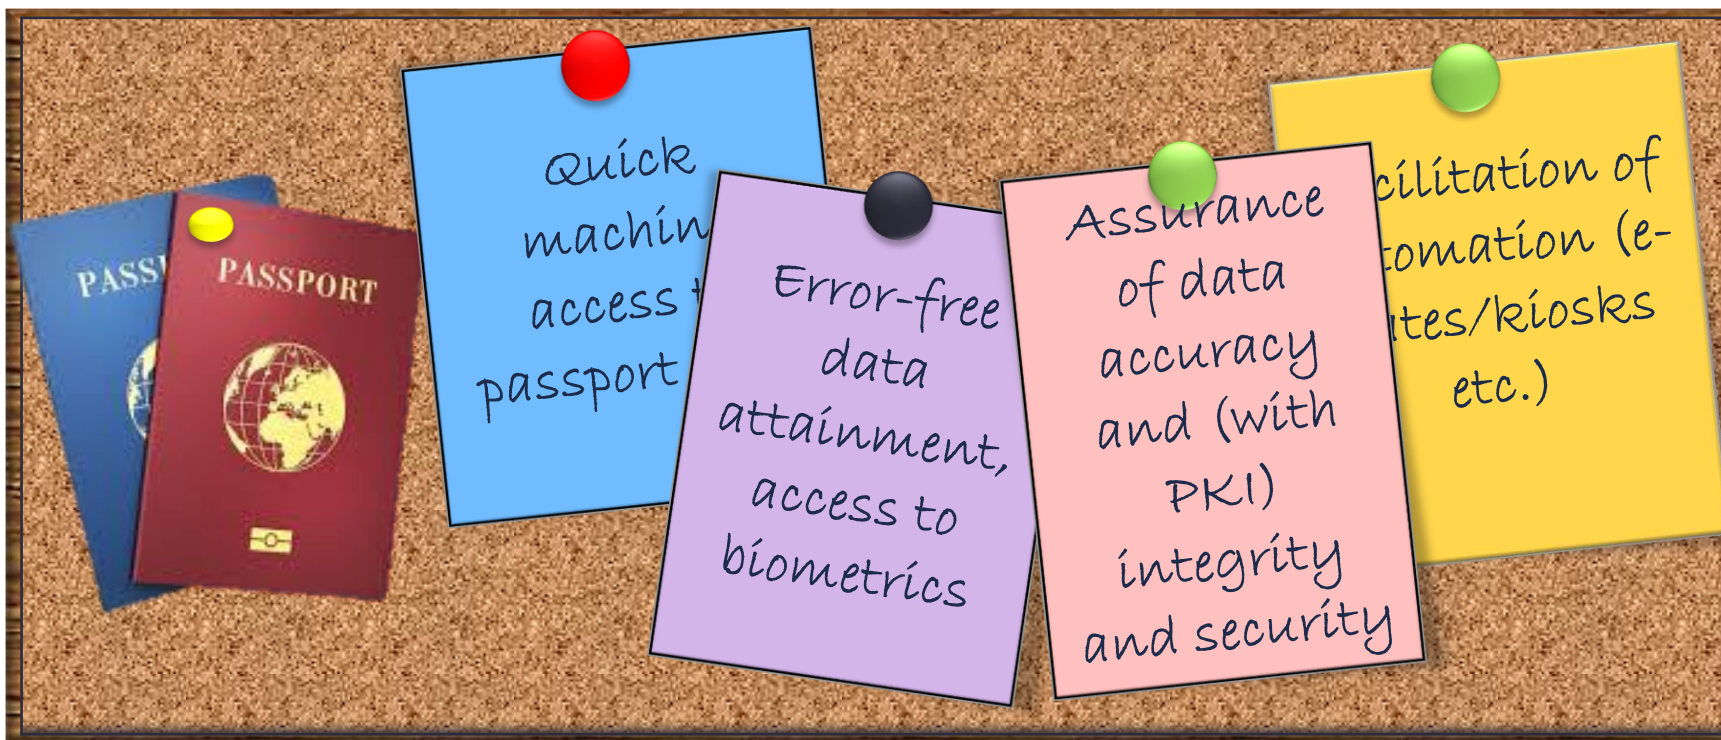 PASS
PASSPORT
Quick
machin
access t
passport
Error-free
data
attainment,
access to
biometrics
Assurance
of data
accuracy
and (with
PKI)
integrity
and security
cilitation of
tomation (e-
tes/kiosks
etc.)